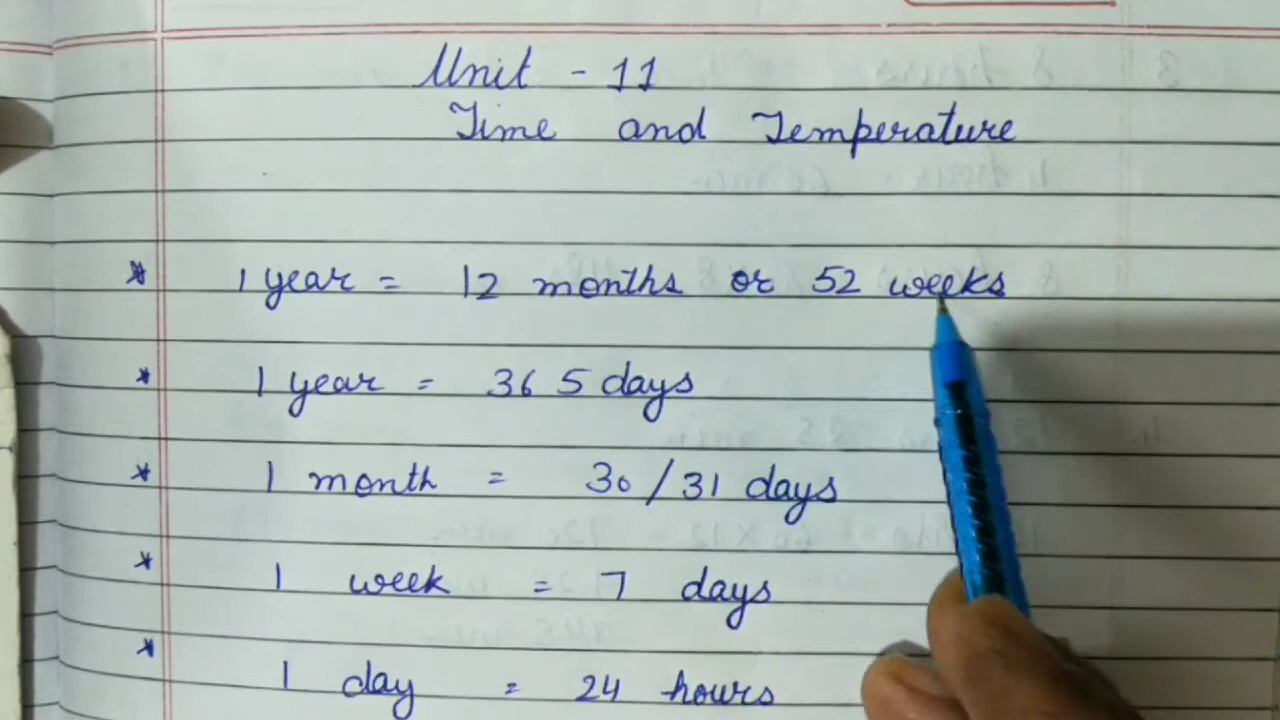 Unit - 11
Time and Temperature
* 1 year = 12 months or 52 weeks
* 1 year = 365 days
* 1 month = 30/31 days
* 1 week = 7 days
* 1 day = 24 hours